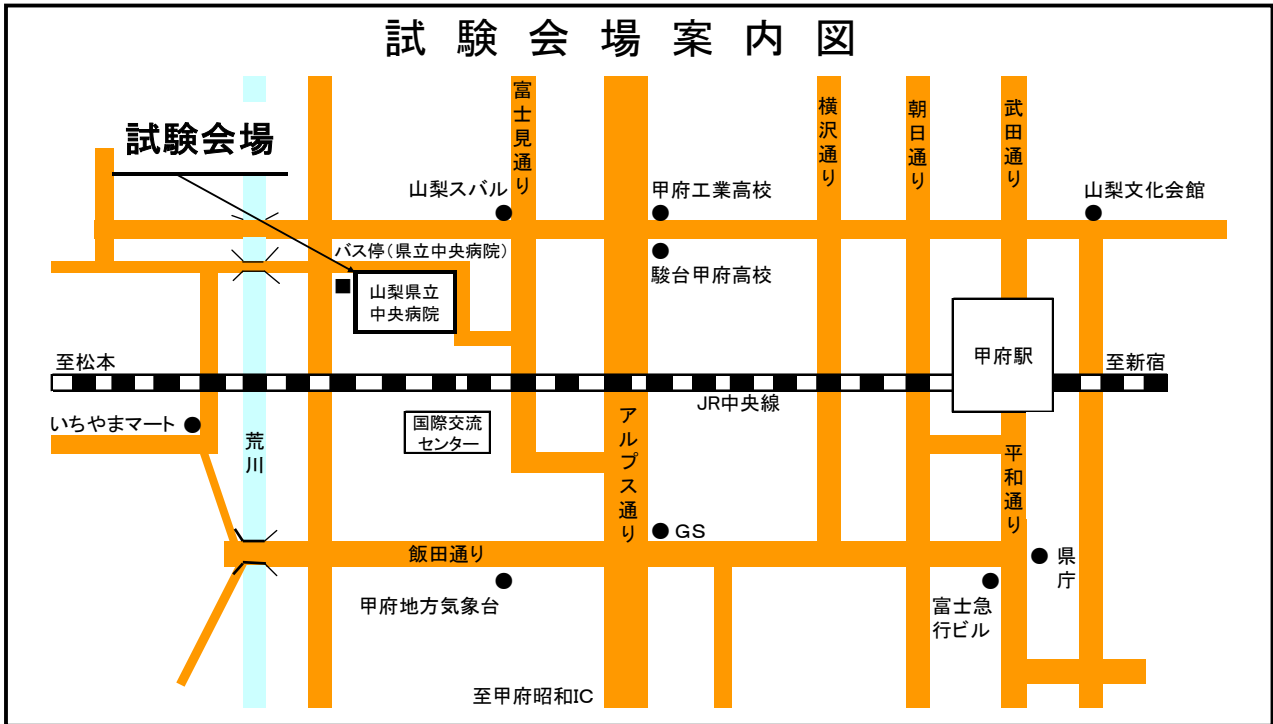 試験会場案内図
富士見通り
横沢通り
朝日通り
武田通り
試験会場
山梨スバル
甲府工業高校
山梨文化会館
バス停(県立中央病院)
駿台甲府高校
山梨県立
中央病院
甲府駅
至松本
至新宿
JR中央線
いちやまマート
国際交流
センター
アルプス通り
荒川
平和通り
GS
飯田通り
県庁
甲府地方気象台
富士急
行ビル
至甲府昭和IC